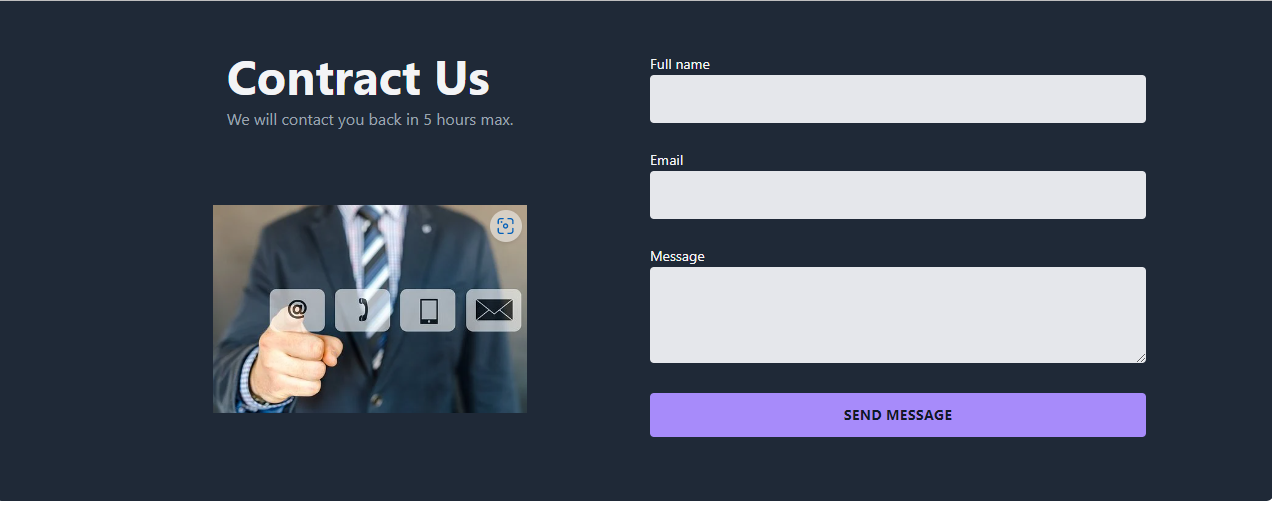 Contract Us
We will contact you back in 5 hours max.
@
Full name
Email
Message
SEND MESSAGE